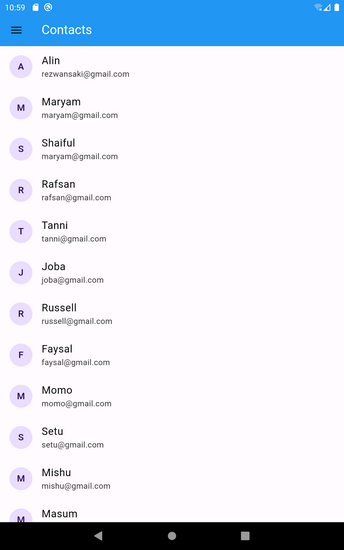 10:59
Contacts
A
Alin
rezwansaki@gmail.com
M
Maryam
maryam@gmail.com
S
Shaiful
maryam@gmail.com
R
Rafsan
rafsan@gmail.com
T
Tanni
tanni@gmail.com
J
Joba
joba@gmail.com
R
Russell
russell@gmail.com
F
Faysal
faysal@gmail.com
M
Momo
momo@gmail.com
S
Setu
setu@gmail.com
M
Mishu
mishu@gmail.com
M
Masum